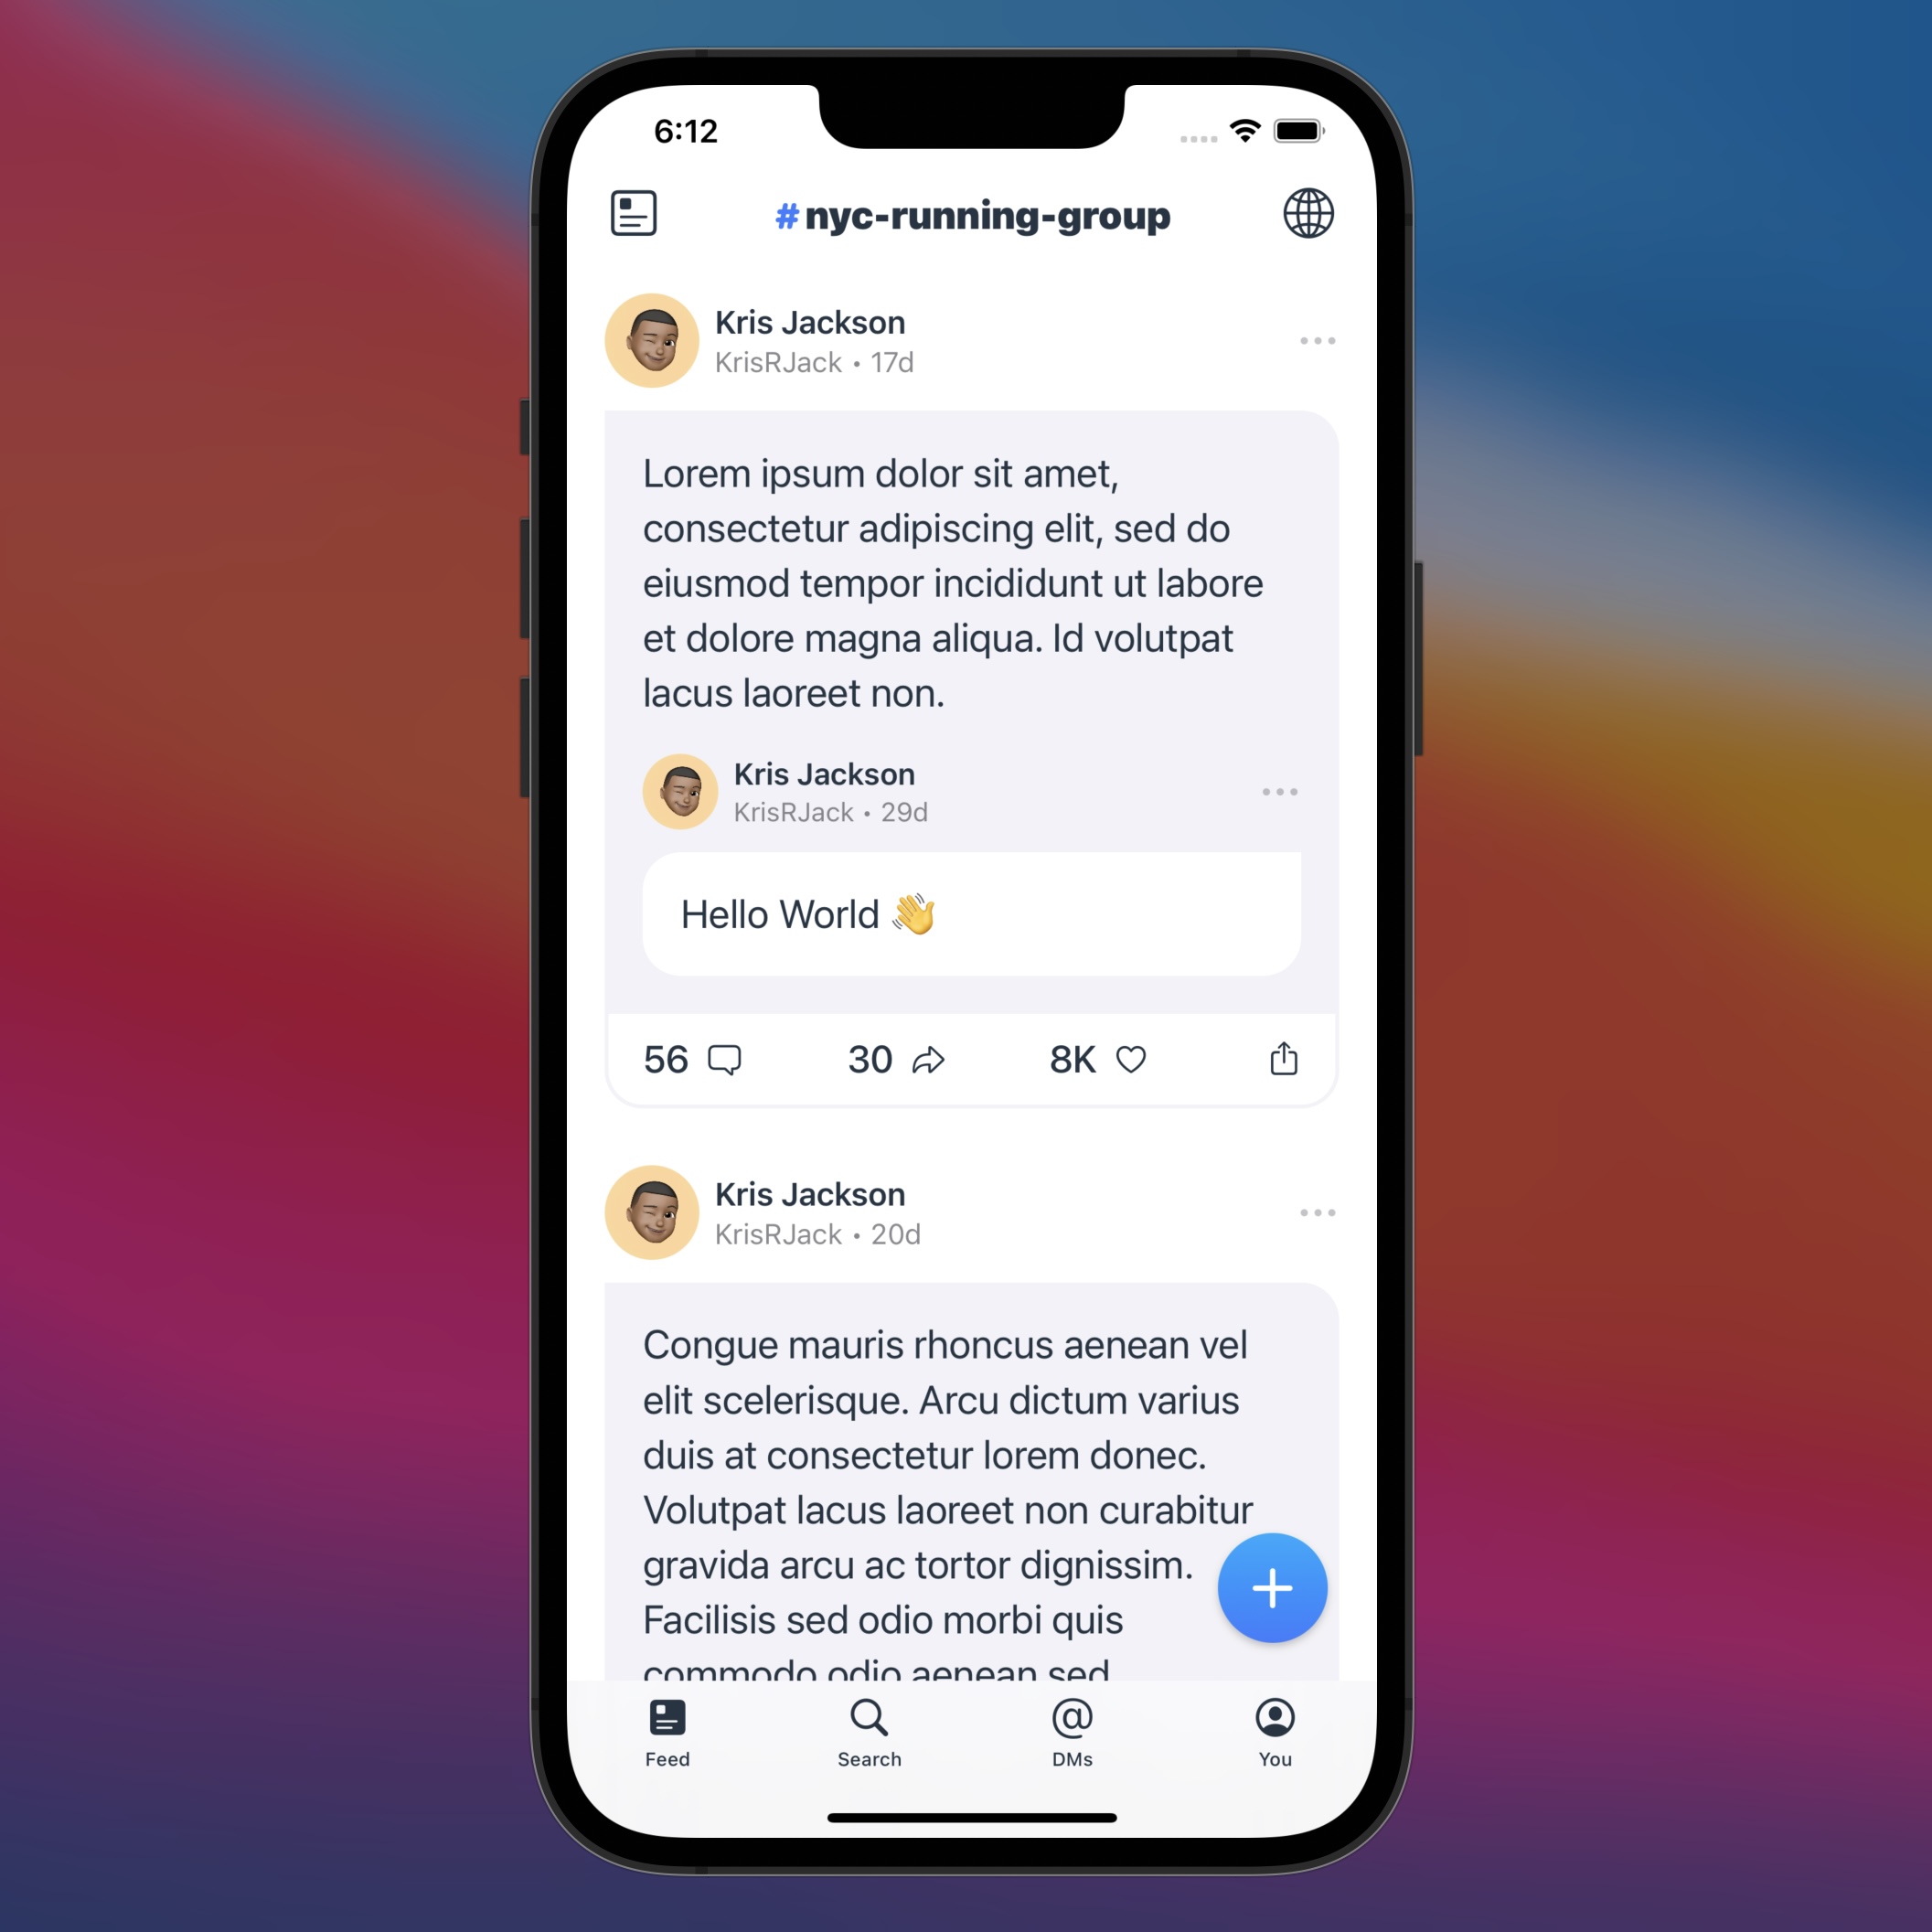 6:12
#nyc-running-group
Kris Jackson
KrisRJack • 17d
Lorem ipsum dolor sit amet,
consectetur adipiscing elit, sed do
eiusmod tempor incididunt ut labore
et dolore magna aliqua. Id volutpat
lacus laoreet non.
Kris Jackson
KrisRJack • 29d
Hello World 👋
56 30 8K
Kris Jackson
KrisRJack • 20d
Congue mauris rhoncus aenean vel
elit scelerisque. Arcu dictum varius
duis at consectetur lorem donec.
Volutpat lacus laoreet non curabitur
gravida arcu ac tortor dignissim.
Facilisis sed odio morbi quis
commodo odio aenean sed
Feed Search DMs You